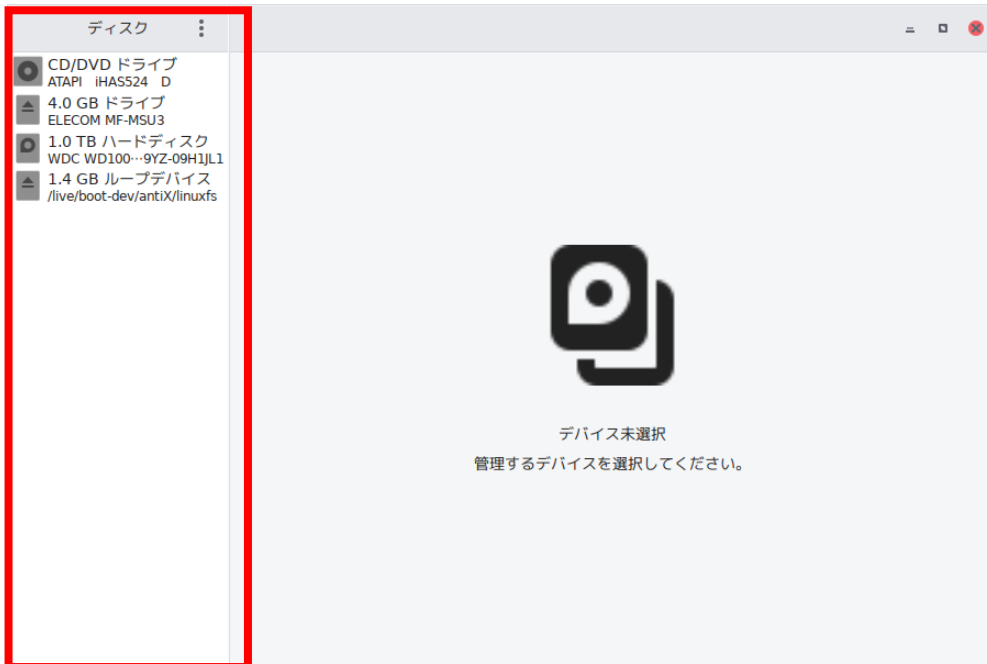 ディスク
CD/DVD ドライブ
ATAPI iHAS524 D
4.0 GB ドライブ
ELECOM MF-MSU3
1.0 TB ハードディスク
WDC WD100…9YZ-09H1JL1
1.4 GB ループデバイス
/live/boot-dev/antiX/linuxfs
デバイス未選択
管理するデバイスを選択してください。